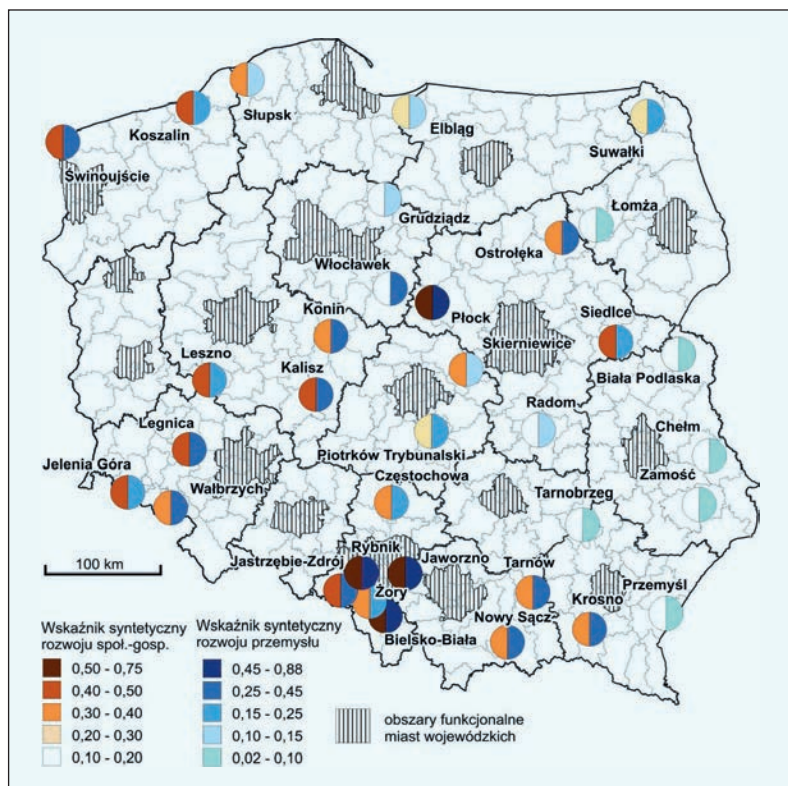 Słupsk
Koszalin
Elbląg
Suwałki
Świnoujście
Grudziądz
Łomża
Ostrołęka
Włocławek
Konin
Płock
Siedlce
Skierniewice
Leszno
Kalisz
Biała Podlaska
Radom
Legnica
Chełm
Piotrków Trybunalski
Jelenia Góra
Wałbrzych
Zamość
Częstochowa
Tarnobrzeg
Rybnik
Jastrzębie-Zdrój
Jaworzno
Tarnów
Przemyśl
100 km
Żory
Krosno
Nowy Sącz
Bielsko-Biała
Wskaźnik syntetyczny
rozwoju społ.-gosp.
0,50 - 0,75
0,40 - 0,50
0,30 - 0,40
0,20 - 0,30
0,10 - 0,20
Wskaźnik syntetyczny
rozwoju przemysłu
0,45 - 0,88
0,25 - 0,45
0,15 - 0,25
0,10 - 0,15
0,02 - 0,10
obszary funkcjonalne
miast wojewódzkich